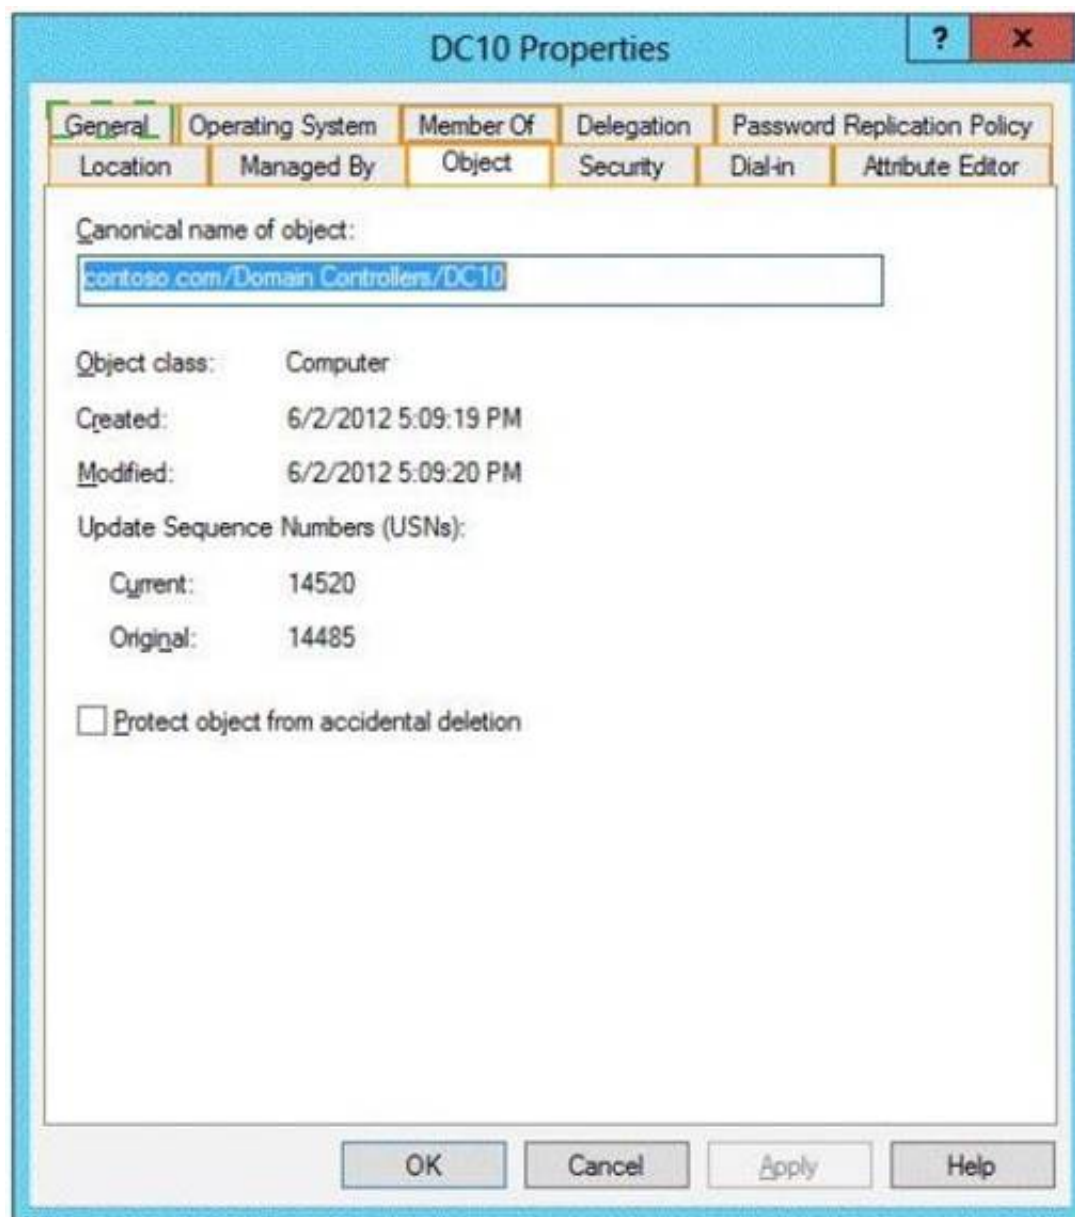 DC10 Properties
? x
General Operating System Member Of Delegation Password Replication Policy
Location Managed By Object Security Dial-in Attribute Editor
Canonical name of object:
contoso.com/Domain Controllers/DC10
Object class: Computer
Created: 6/2/2012 5:09:19 PM
Modified: 6/2/2012 5:09:20 PM
Update Sequence Numbers (USNs):
Current: 14520
Original: 14485
Protect object from accidental deletion
OK Cancel Apply Help